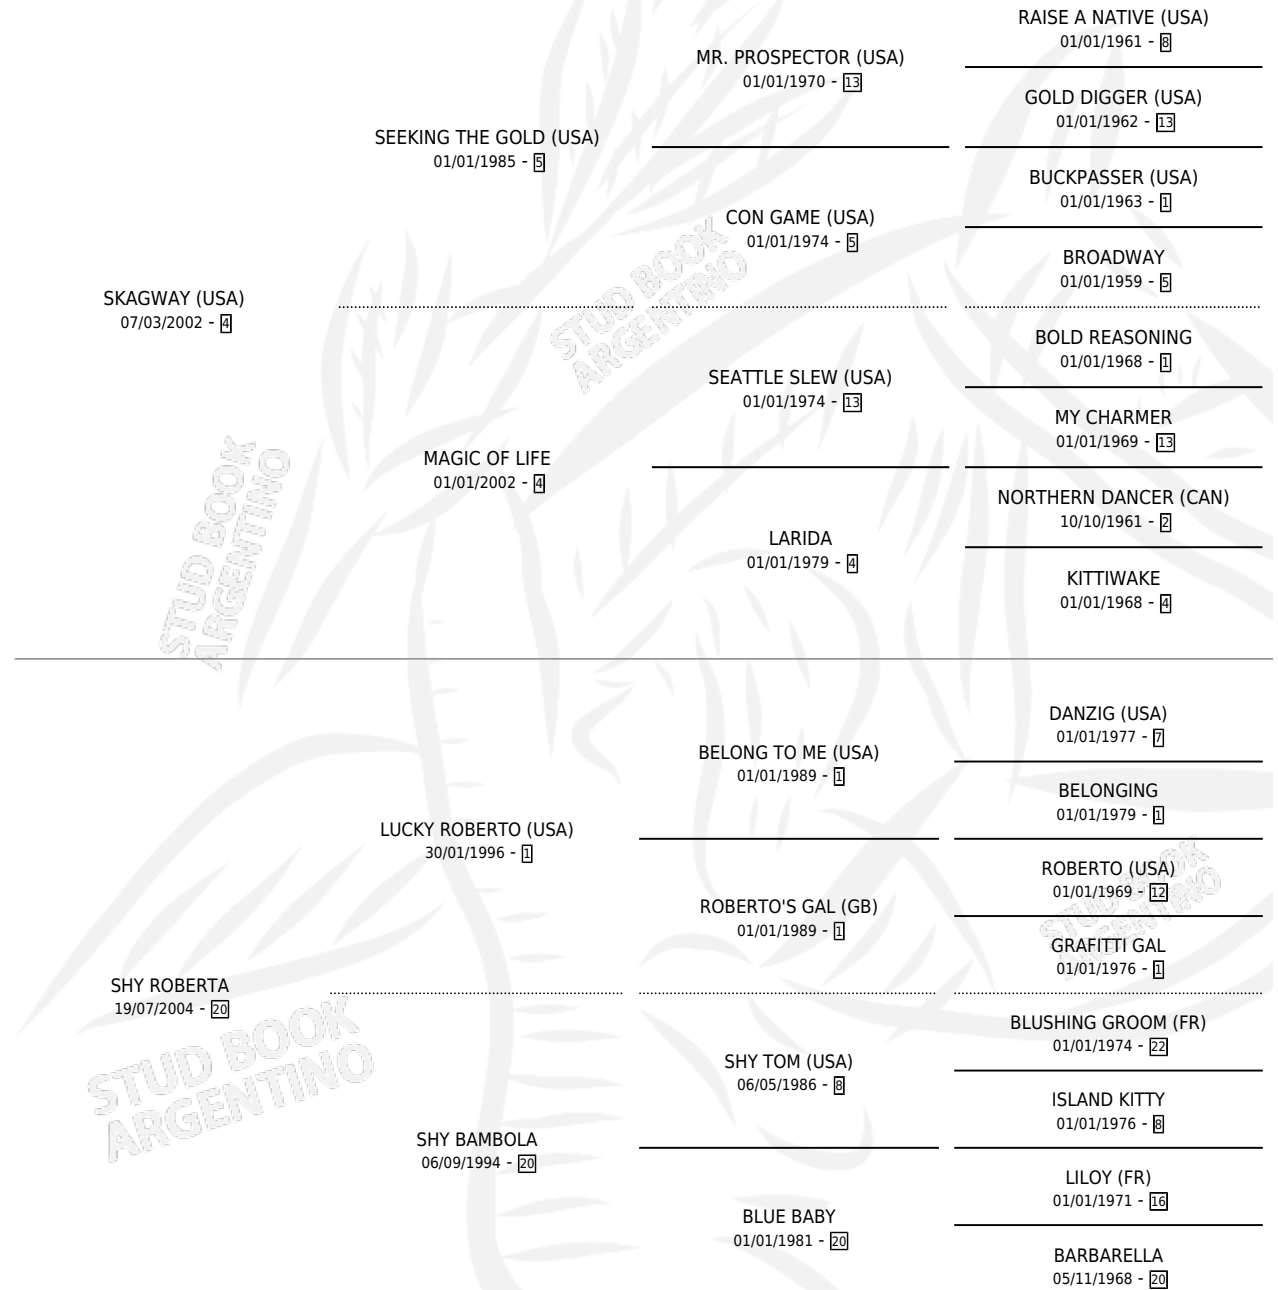 RAISE A NATIVE (USA)
01/01/1961 - 8
MR. PROSPECTOR (USA)
01/01/1970 - 13
GOLD DIGGER (USA)
01/01/1962 - 13
SEEKING THE GOLD (USA)
01/01/1985 - 5
BUCKPASSER (USA)
01/01/1963 - 1
CON GAME (USA)
01/01/1974 - 5
BROADWAY
01/01/1959 - 5
STUD BOOK
ARGENTINO
SKAGWAY (USA)
07/03/2002 - 4
BOLD REASONING
01/01/1968 - 1
SEATTLE SLEW (USA)
01/01/1974 - 13
MY CHARMER
01/01/1969 - 13
MAGIC OF LIFE
01/01/2002 - 4
NORTHERN DANCER (CAN)
10/10/1961 - 2
LARIDA
01/01/1979 - 4
KITTIWAKE
01/01/1968 - 4
STUD BOOK
ARGENTINO
DANZIG (USA)
01/01/1977 - 7
BELONG TO ME (USA)
01/01/1989 - 1
BELONGING
01/01/1979 - 1
LUCKY ROBERTO (USA)
30/01/1996 - 1
ROBERTO (USA)
01/01/1969 - 12
ROBERTO'S GAL (GB)
01/01/1989 - 1
GRAFITTI GAL
01/01/1976 - 1
STUD BOOK
ARGENTINO
SHY ROBERTA
19/07/2004 - 20
BLUSHING GROOM (FR)
01/01/1974 - 22
SHY TOM (USA)
06/05/1986 - 8
ISLAND KITTY
01/01/1976 - 8
STUD BOOK
ARGENTINO
SHY BAMBOLA
06/09/1994 - 20
LILOY (FR)
01/01/1971 - 16
BLUE BABY
01/01/1981 - 20
BARBARELLA
05/11/1968 - 20